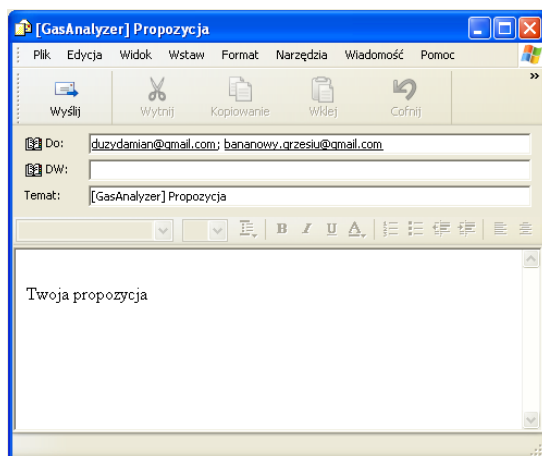 [GasAnalyzer] Propozycja
Plik Edycja Widok Wstaw Format Narzędzia Wiadomość Pomoc
Wyślij Wytnij Kopiowanie Wklej Cofnij
Do: duzydamian@gmail.com; bananowy.grzesiu@gmail.com
DW:
Temat: [GasAnalyzer] Propozycja
B I U A
Twoja propozycja